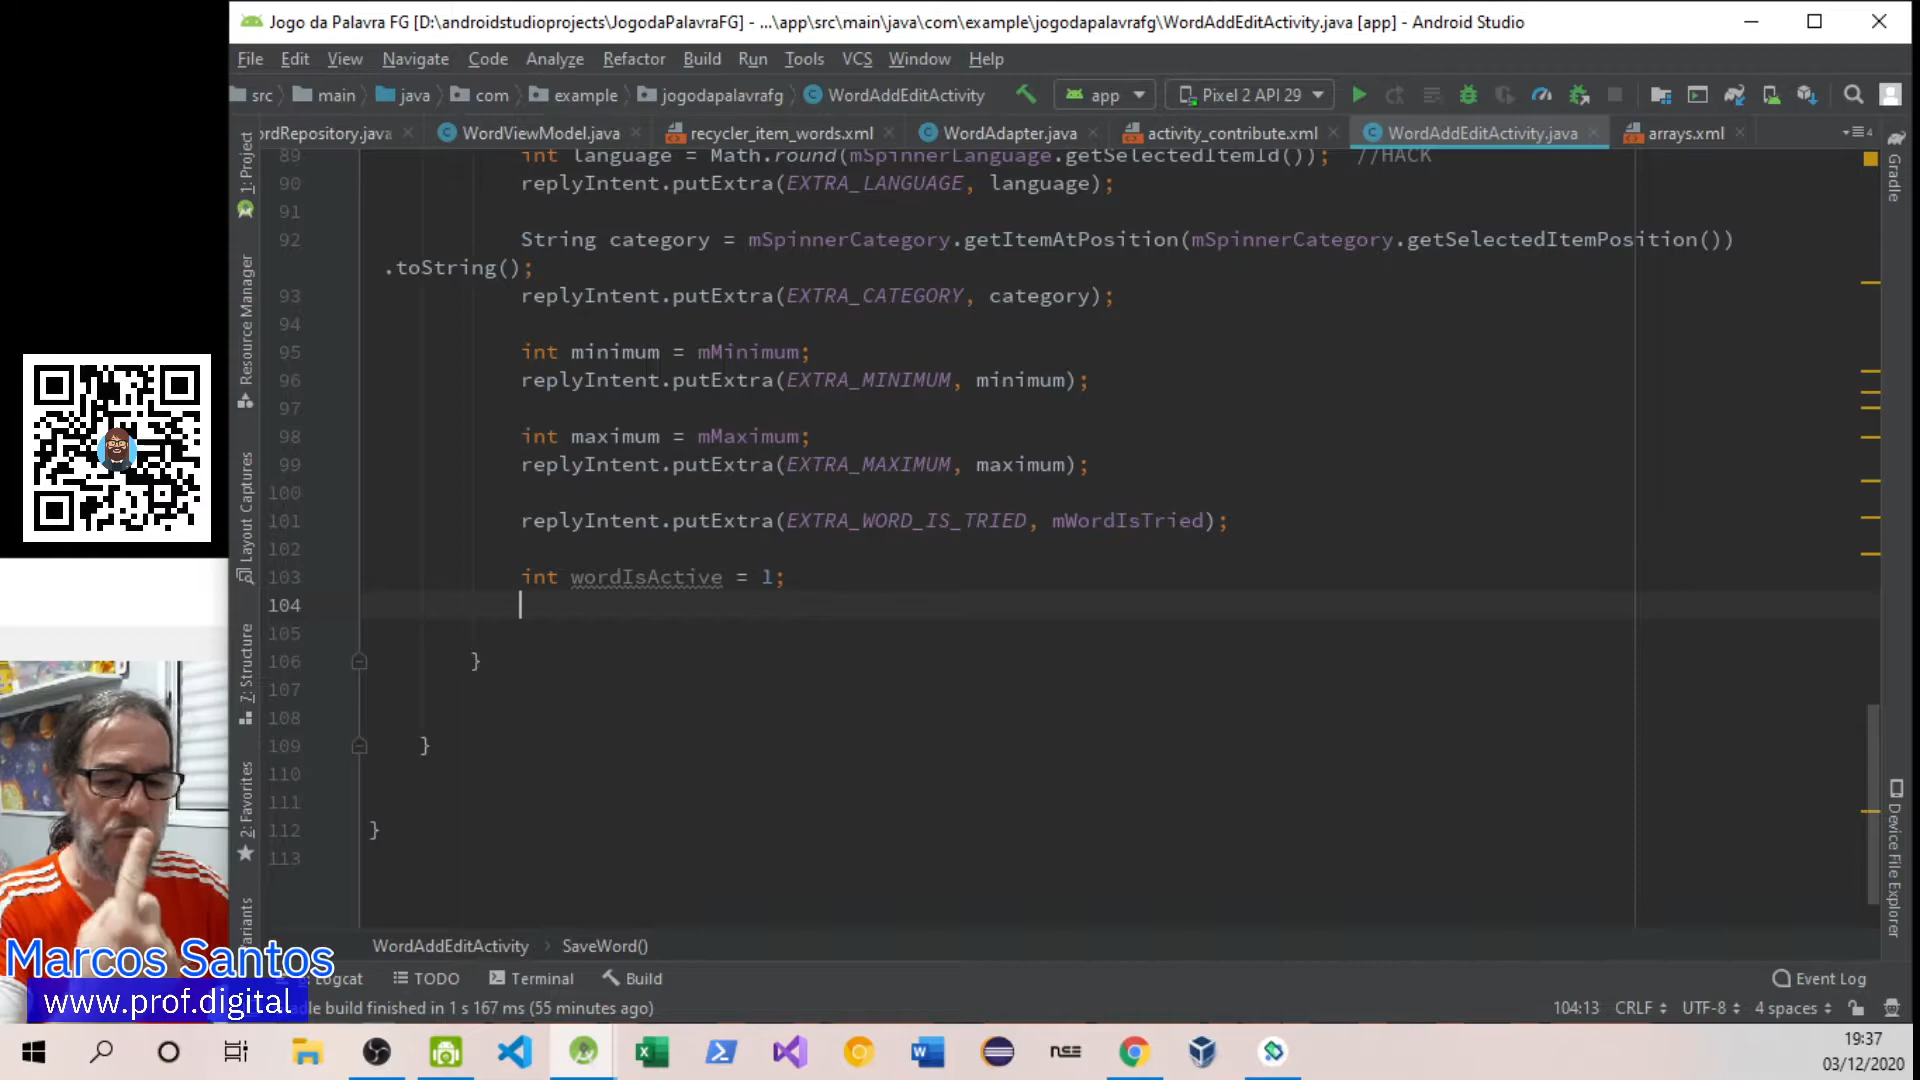 Jogo da Palavra FG [D:\androidstudioprojects\JogodaPalavraFG] - ...\app\src\main\java\com\example\jogodapalavrafg\WordAddEditActivity.java [app] - Android Studio
File Edit View Navigate Code Analyze Refactor Build Run Tools VCS Window Help
src main java com example jogodapalavrafg WordAddEditActivity app Pixel 2 API 29
ordRepository.java WordViewModel.java recycler_item_words.xml WordAdapter.java activity_contribute.xml WordAddEditActivity.java arrays.xml 4
89 int language = Math.round(mSpinnerLanguage.getSelectedItemId()); //HACK
90 replyIntent.putExtra(EXTRA_LANGUAGE, language);
91
92 String category = mSpinnerCategory.getItemAtPosition(mSpinnerCategory.getSelectedItemPosition())
.toString();
93 replyIntent.putExtra(EXTRA_CATEGORY, category);
94
95 int minimum = mMinimum;
96 replyIntent.putExtra(EXTRA_MINIMUM, minimum);
97
98 int maximum = mMaximum;
99 replyIntent.putExtra(EXTRA_MAXIMUM, maximum);
100
101 replyIntent.putExtra(EXTRA_WORD_IS_TRIED, mWordIsTried);
102
103 int wordIsActive = 1;
104
105
106 }
107
108
109 }
110
111
112 }
113
1: Project
Resource Manager
Layout Captures
7: Structure
2: Favorites
ariants
Gradle
Device File Explorer
WordAddEditActivity SaveWord()
ogcat TODO Terminal Build Event Log
dle build finished in 1 s 167 ms (55 minutes ago) 104:13 CRLF UTF-8 4 spaces
Marcos Santos
www.prof.digital
19:37
03/12/2020